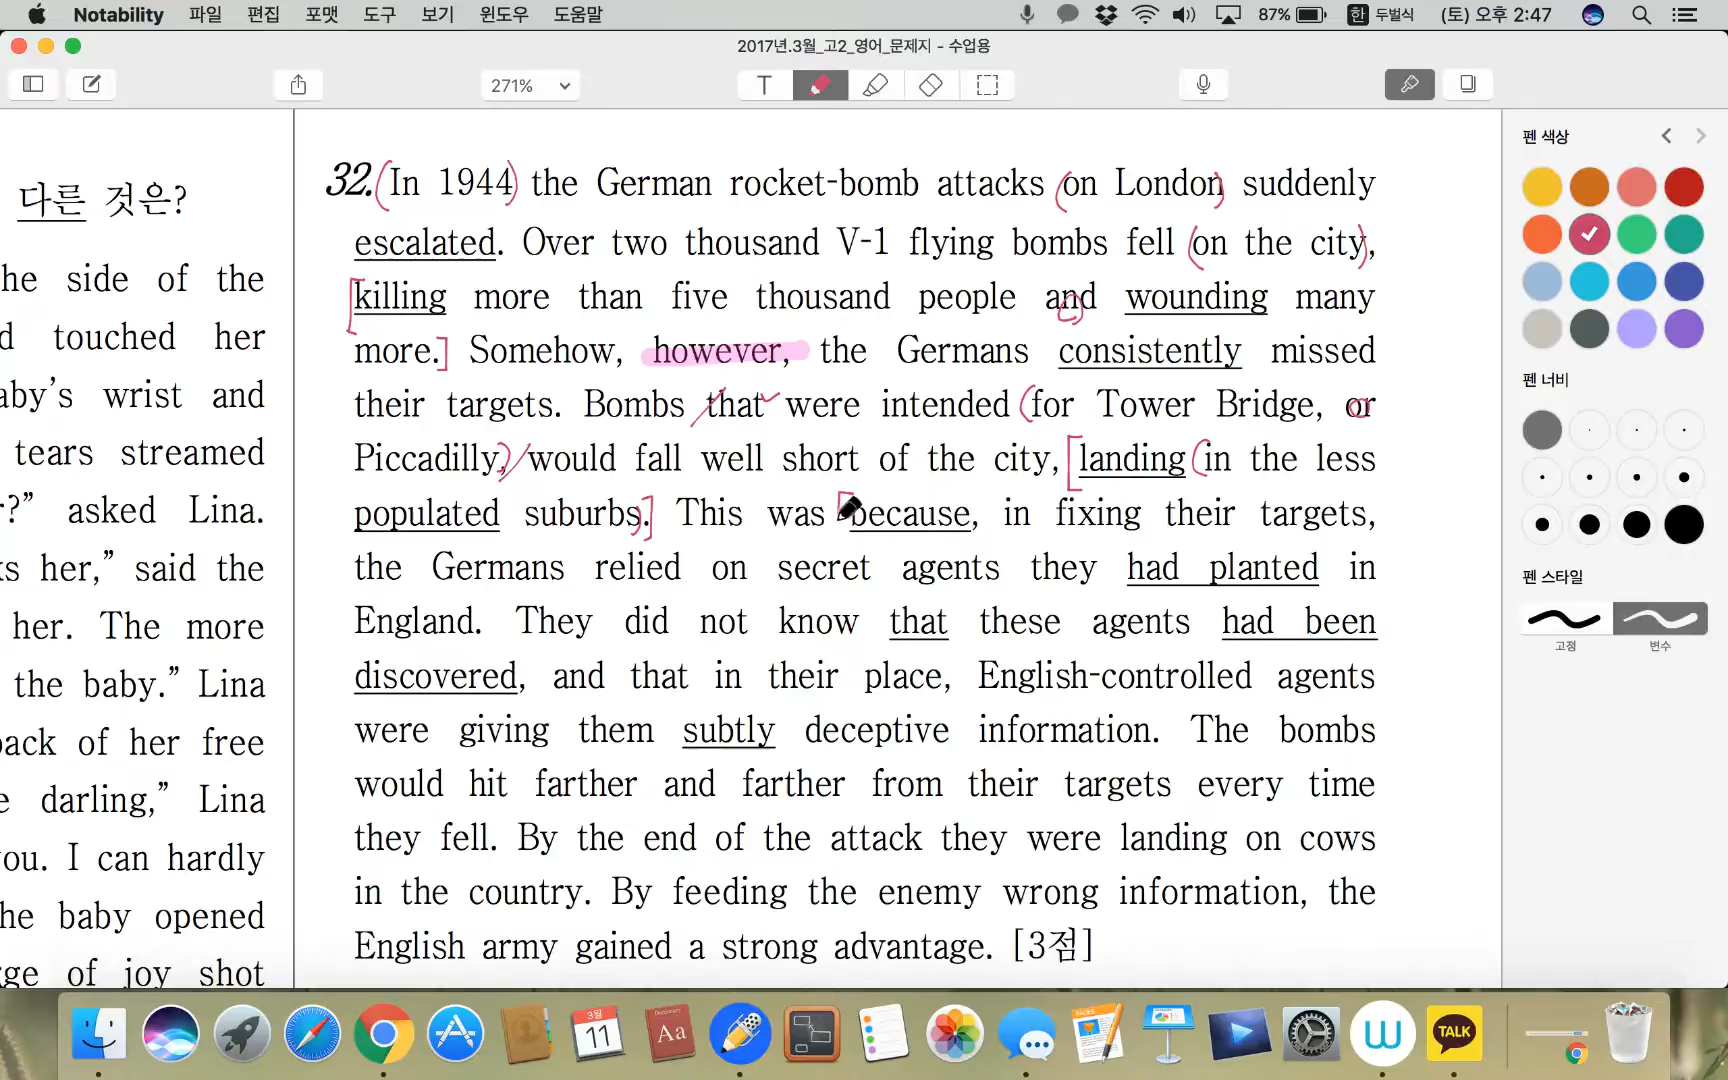 Notability 파일 편집 포맷 도구 보기 윈도우 도움말 87% 한 두벌식 (토) 오후 2:47
2017년.3월_고2_영어_문제지 - 수업용
271% T
다른 것은?
he side of the
d touched her
aby's wrist and
tears streamed
r?" asked Lina.
ks her," said the
her. The more
the baby." Lina
back of her free
e darling," Lina
you. I can hardly
he baby opened
ge of joy shot
32. In 1944 the German rocket-bomb attacks on London suddenly
escalated. Over two thousand V-1 flying bombs fell on the city,
killing more than five thousand people and wounding many
more. Somehow, however, the Germans consistently missed
their targets. Bombs that were intended for Tower Bridge, or
Piccadilly, would fall well short of the city, landing in the less
populated suburbs. This was because, in fixing their targets,
the Germans relied on secret agents they had planted in
England. They did not know that these agents had been
discovered, and that in their place, English-controlled agents
were giving them subtly deceptive information. The bombs
would hit farther and farther from their targets every time
they fell. By the end of the attack they were landing on cows
in the country. By feeding the enemy wrong information, the
English army gained a strong advantage. [3점]
펜 색상
펜 너비
펜 스타일
고정 변수
3월
11
Aa
W
TALK